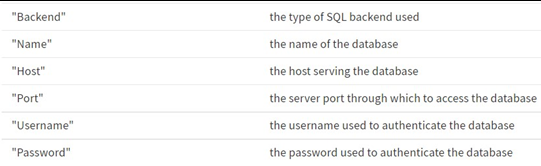 "Backend" the type of SQL backend used
"Name" the name of the database
"Host" the host serving the database
"Port" the server port through which to access the database
"Username" the username used to authenticate the database
"Password" the password used to authenticate the database